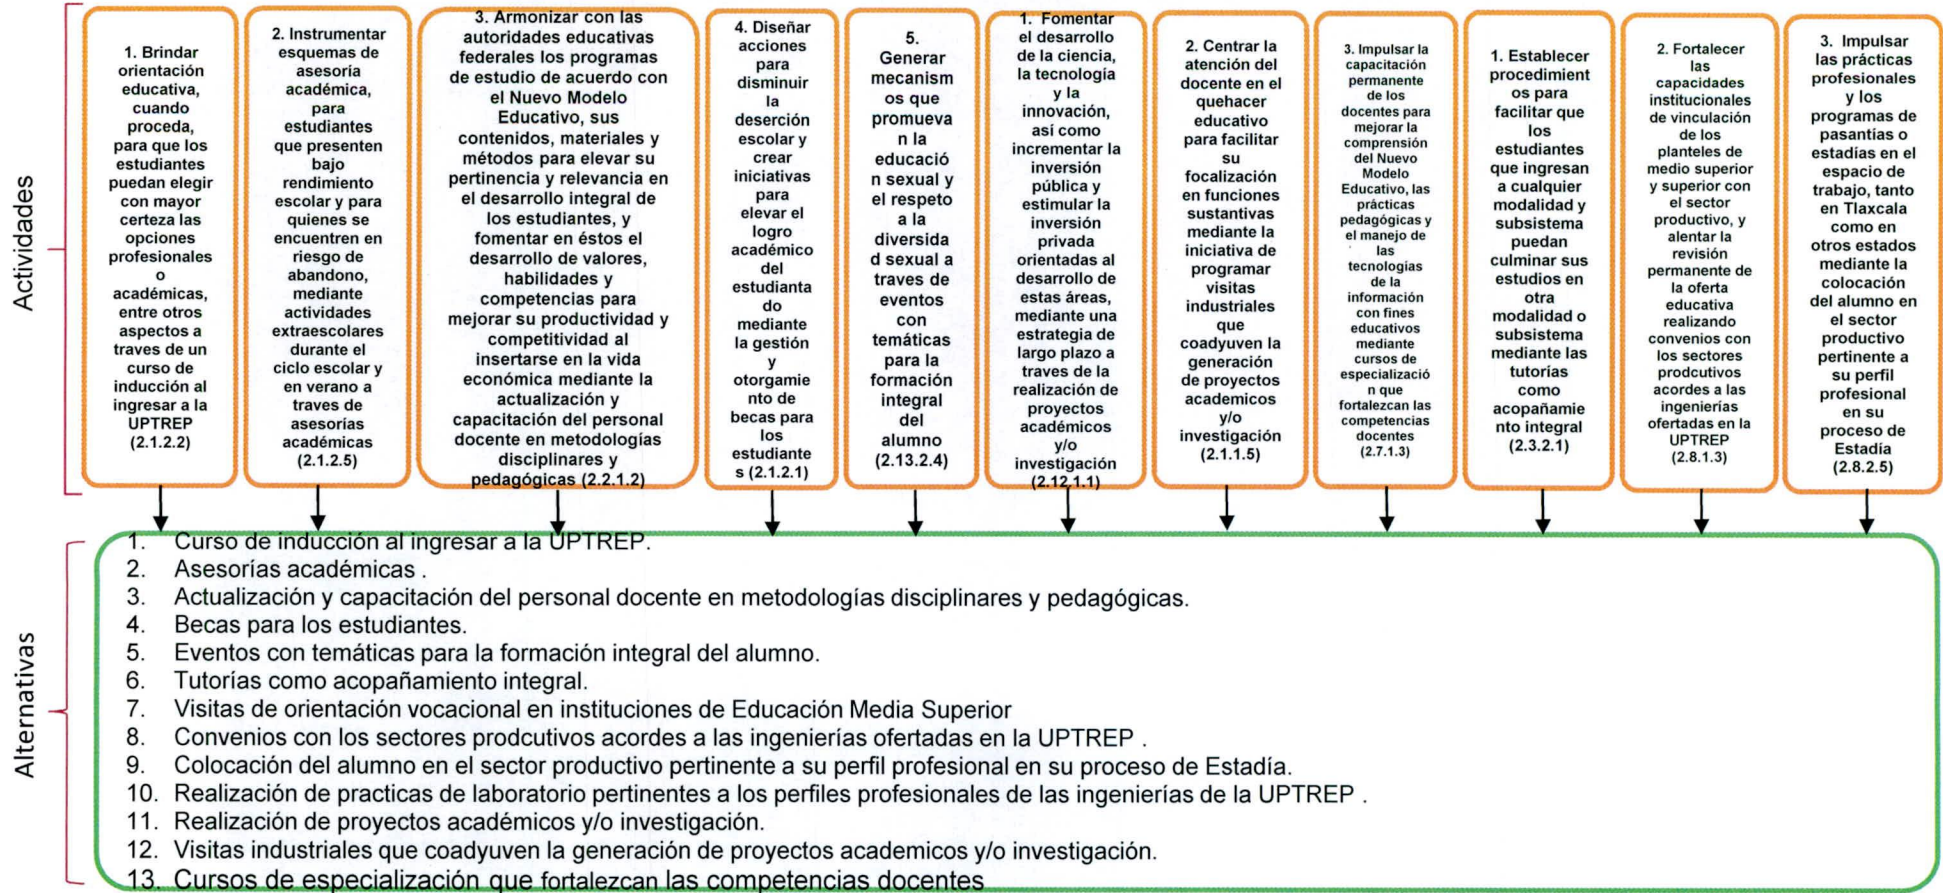 Actividades
1. Brindar
orientación
educativa,
cuando
proceda,
para que los
estudiantes
puedan elegir
con mayor
certeza las
opciones
profesionales
o
académicas,
entre otros
aspectos a
traves de un
curso de
inducción al
ingresar a la
UPTREP
(2.1.2.2)
2. Instrumentar
esquemas de
asesoría
académica,
para
estudiantes
que presenten
bajo
rendimiento
escolar y para
quienes se
encuentren en
riesgo de
abandono,
mediante
actividades
extraescolares
durante el
ciclo escolar y
en verano a
traves de
asesorías
académicas
(2.1.2.5)
3. Armonizar con las
autoridades educativas
federales los programas
de estudio de acuerdo con
el Nuevo Modelo
Educativo, sus
contenidos, materiales y
métodos para elevar su
pertinencia y relevancia en
el desarrollo integral de
los estudiantes, y
fomentar en éstos el
desarrollo de valores,
habilidades y
competencias para
mejorar su productividad y
competitividad al
insertarse en la vida
económica mediante la
actualización y
capacitación del personal
docente en metodologías
disciplinares y
pedagógicas (2.2.1.2)
4. Diseñar
acciones
para
disminuir
la
deserción
escolar y
crear
iniciativas
para
elevar el
logro
académico
del
estudianta
do
mediante
la gestión
y
otorgamie
nto de
becas para
los
estudiante
s (2.1.2.1)
5.
Generar
mecanism
os que
promueva
n la
educació
n sexual y
el respeto
a la
diversida
d sexual a
traves de
eventos
con
temáticas
para la
formación
integral
del
alumno
(2.13.2.4)
1. Fomentar
el desarrollo
de la ciencia,
la tecnología
y la
innovación,
así como
incrementar la
inversión
pública y
estimular la
inversión
privada
orientadas al
desarrollo de
estas áreas,
mediante una
estrategia de
largo plazo a
traves de la
realización de
proyectos
académicos
y/o
investigación
(2.12.1.1)
2. Centrar la
atención del
docente en el
quehacer
educativo
para facilitar
su
focalización
en funciones
sustantivas
mediante la
iniciativa de
programar
visitas
industriales
que
coadyuven la
generación
de proyectos
academicos
y/o
investigación
(2.1.1.5)
3. Impulsar la
capacitación
permanente
de los
docentes para
mejorar la
comprensión
del Nuevo
Modelo
Educativo, las
prácticas
pedagógicas y
el manejo de
las
tecnologías
de la
información
con fines
educativos
mediante
cursos de
especializació
n que
fortalezcan las
competencias
docentes
(2.7.1.3)
1. Establecer
procedimient
os para
facilitar que
los
estudiantes
que ingresan
a cualquier
modalidad y
subsistema
puedan
culminar sus
estudios en
otra
modalidad o
subsistema
mediante las
tutorías
como
acopañamie
nto integral
(2.3.2.1)
2. Fortalecer
las
capacidades
institucionales
de vinculación
de los
planteles de
medio superior
y superior con
el sector
productivo, y
alentar la
revisión
permanente de
la oferta
educativa
realizando
convenios con
los sectores
prodcutivos
acordes a las
ingenierías
ofertadas en la
UPTREP
(2.8.1.3)
3. Impulsar
las prácticas
profesionales
y los
programas de
pasantías o
estadías en el
espacio de
trabajo, tanto
en Tlaxcala
como en
otros estados
mediante la
colocación
del alumno en
el sector
productivo
pertinente a
su perfil
profesional
en su
proceso de
Estadía
(2.8.2.5)
Alternativas
1. Curso de inducción al ingresar a la UPTREP.
2. Asesorías académicas .
3. Actualización y capacitación del personal docente en metodologías disciplinares y pedagógicas.
4. Becas para los estudiantes.
5. Eventos con temáticas para la formación integral del alumno.
6. Tutorías como acopañamiento integral.
7. Visitas de orientación vocacional en instituciones de Educación Media Superior
8. Convenios con los sectores prodcutivos acordes a las ingenierías ofertadas en la UPTREP .
9. Colocación del alumno en el sector productivo pertinente a su perfil profesional en su proceso de Estadía.
10. Realización de practicas de laboratorio pertinentes a los perfiles profesionales de las ingenierías de la UPTREP .
11. Realización de proyectos académicos y/o investigación.
12. Visitas industriales que coadyuven la generación de proyectos academicos y/o investigación.
13. Cursos de especialización que fortalezcan las competencias docentes